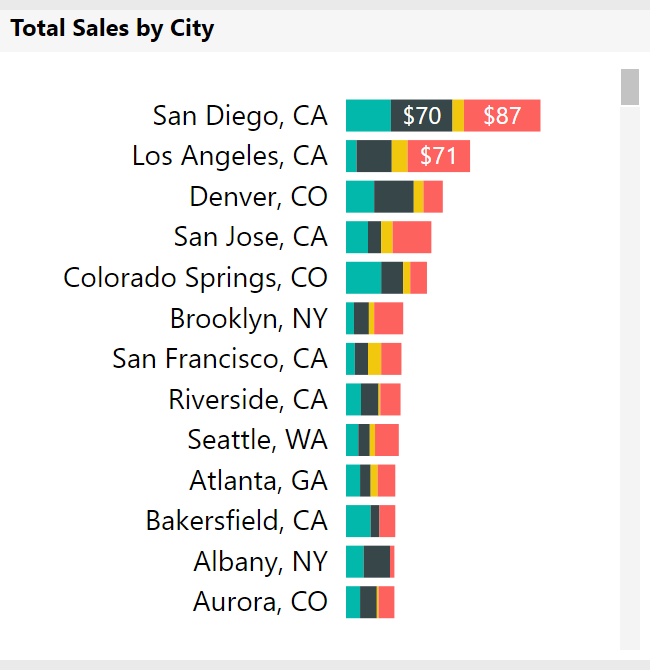 Total Sales by City
San Diego, CA $70 $87
Los Angeles, CA $71
Denver, CO
San Jose, CA
Colorado Springs, CO
Brooklyn, NY
San Francisco, CA
Riverside, CA
Seattle, WA
Atlanta, GA
Bakersfield, CA
Albany, NY
Aurora, CO